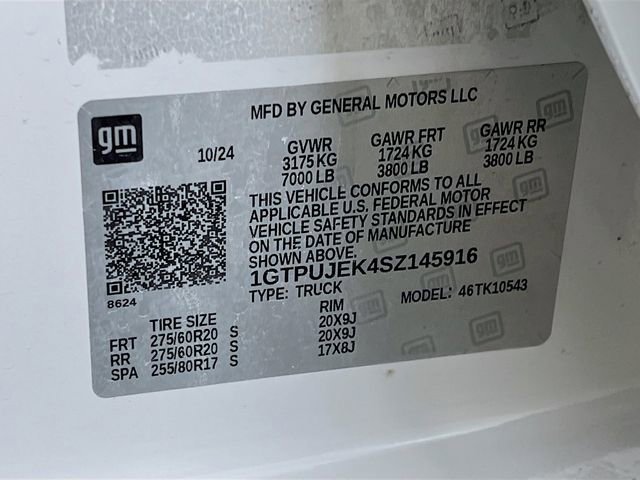 gm
MFD BY GENERAL MOTORS LLC
10/24
GVWR GAWR FRT GAWR RR
3175 KG 1724 KG 1724 KG
7000 LB 3800 LB 3800 LB
THIS VEHICLE CONFORMS TO ALL
APPLICABLE U.S. FEDERAL MOTOR
VEHICLE SAFETY STANDARDS IN EFFECT
ON THE DATE OF MANUFACTURE
SHOWN ABOVE.
1GTPUJEK4SZ145916
TYPE: TRUCK MODEL: 46TK10543
8624
TIRE SIZE RIM
FRT 275/60R20 S 20X9J
RR 275/60R20 S 20X9J
SPA 255/80R17 S 17X8J